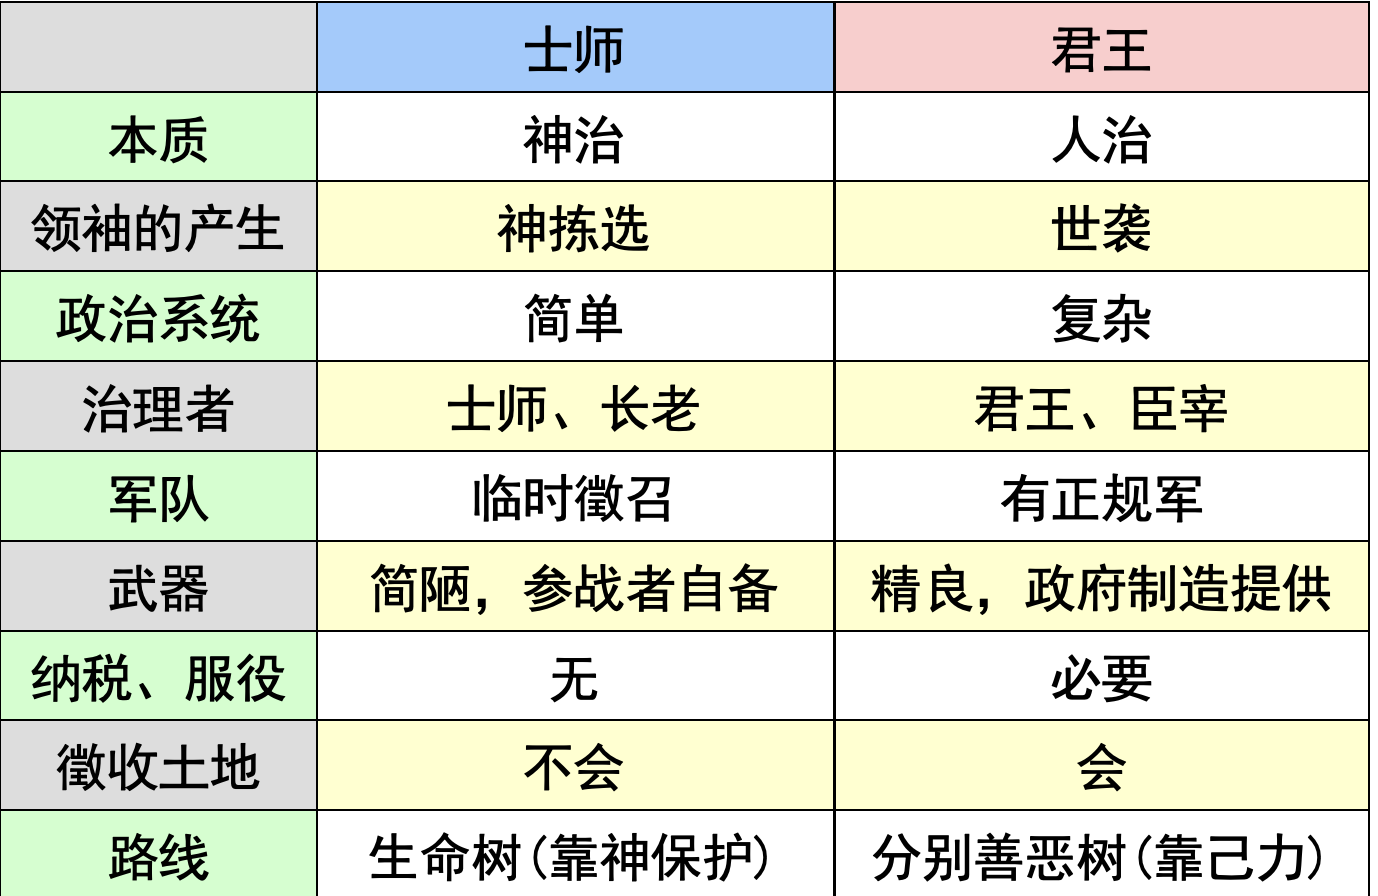 士师 君王
本质 神治 人治
领袖的产生 神拣选 世袭
政治系统 简单 复杂
治理者 士师、长老 君王、臣宰
军队 临时徵召 有正规军
武器 简陋，参战者自备 精良，政府制造提供
纳税、服役 无 必要
徵收土地 不会 会
路线 生命树(靠神保护) 分别善恶树(靠己力)